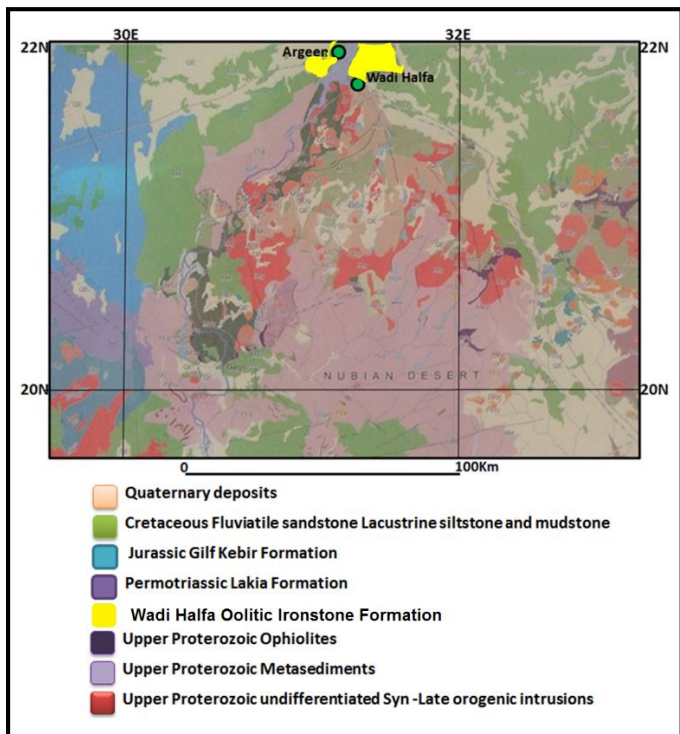 30E 32E
22N 22N
Argeen
Wadi Halfa
NUBIAN DESERT
20N 20N
0 100Km
Quaternary deposits
Cretaceous Fluviatile sandstone Lacustrine siltstone and mudstone
Jurassic Gilf Kebir Formation
Permotriassic Lakia Formation
Wadi Halfa Oolitic Ironstone Formation
Upper Proterozoic Ophiolites
Upper Proterozoic Metasediments
Upper Proterozoic undifferentiated Syn -Late orogenic intrusions